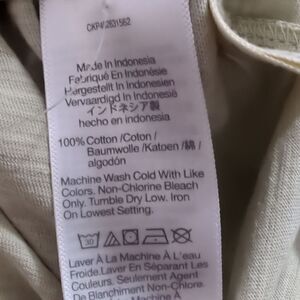 Made In Indonesia
Fabriqué En Indonésie
Hergestellt In Indonesien
Vervaardigd In Indonesië
インドネシア製
hecho en indonesia
100% Cotton /Coton /
Baumwolle /Katoen /綿 /
algodón
Machine Wash Cold With Like
Colors. Non-Chlorine Bleach
Only. Tumble Dry Low. Iron
On Lowest Setting.
30
Laver À La Machine À L'eau
Froide.Laver En Séparant Les
Couleurs. Seulement Agent
De Blanchiment Non-Chloré